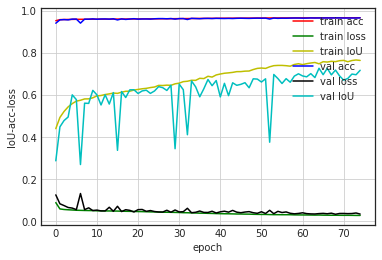 1.0
0.8
0.6
0.4
0.2
0.0
IoU-acc-loss
train acc
train loss
train IoU
val acc
val loss
val IoU
0 10 20 30 40 50 60 70
epoch